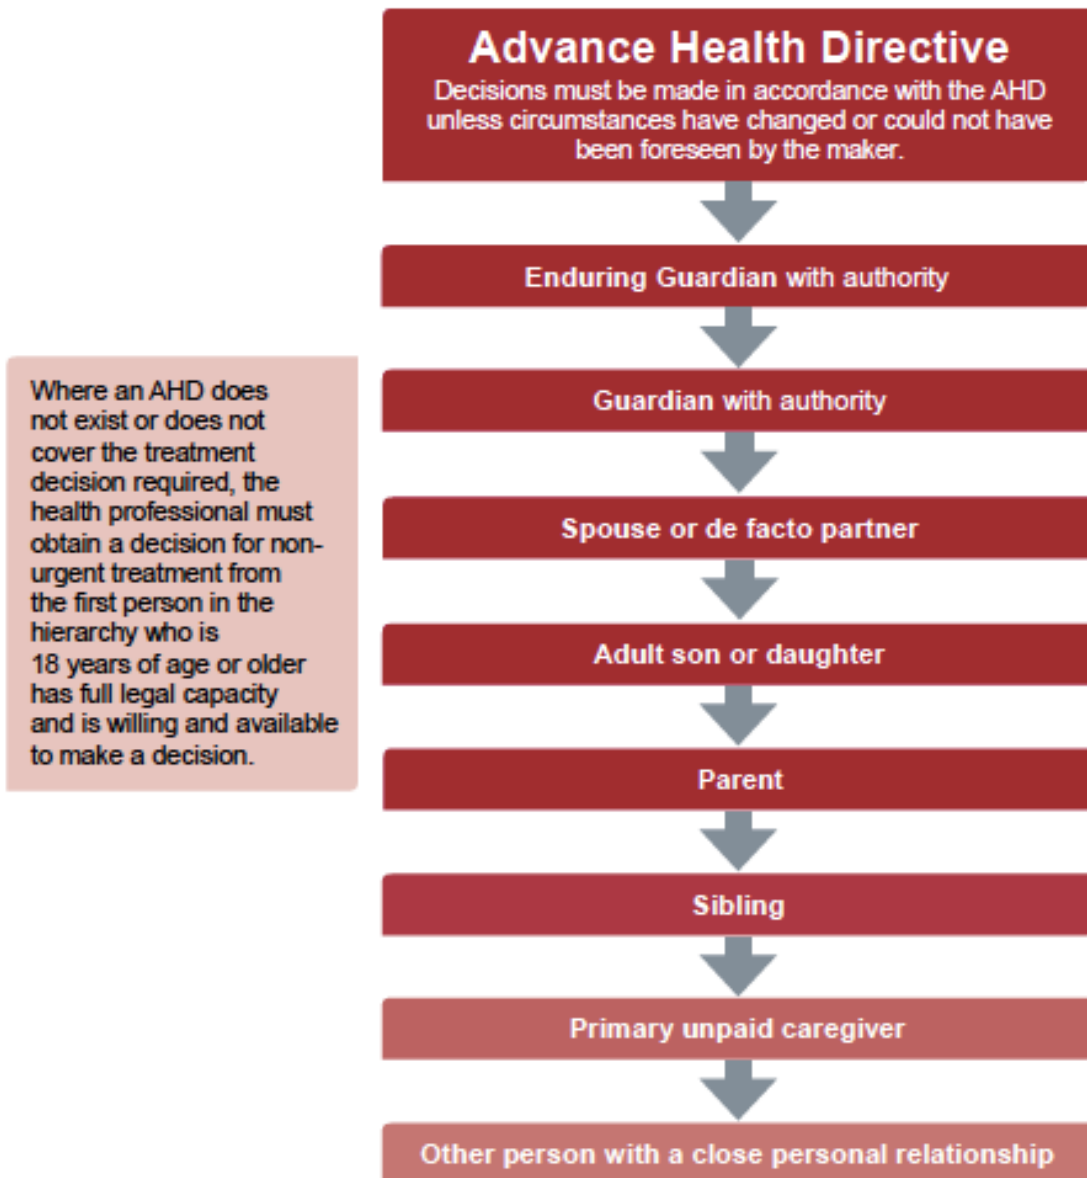 Advance Health Directive
Decisions must be made in accordance with the AHD
unless circumstances have changed or could not have
been foreseen by the maker.
Enduring Guardian with authority
Guardian with authority
Spouse or de facto partner
Adult son or daughter
Parent
Sibling
Primary unpaid caregiver
Other person with a close personal relationship
Where an AHD does
not exist or does not
cover the treatment
decision required, the
health professional must
obtain a decision for non-
urgent treatment from
the first person in the
hierarchy who is
18 years of age or older
has full legal capacity
and is willing and available
to make a decision.